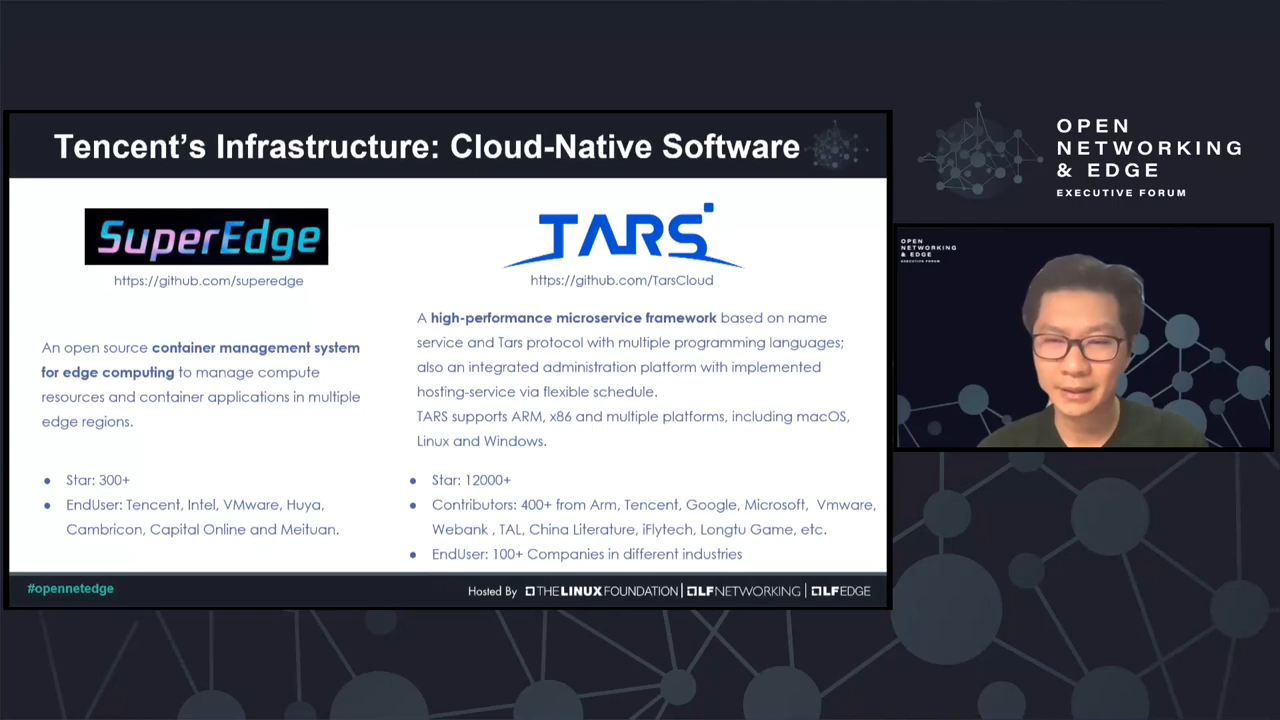 Tencent’s Infrastructure: Cloud-Native Software
SuperEdge
https://github.com/superedge
An open source container management system
for edge computing to manage compute
resources and container applications in multiple
edge regions.
● Star: 300+
● EndUser: Tencent, Intel, VMware, Huya,
Cambricon, Capital Online and Meituan.
TARS
https://github.com/TarsCloud
A high-performance microservice framework based on name
service and Tars protocol with multiple programming languages;
also an integrated administration platform with implemented
hosting-service via flexible schedule.
TARS supports ARM, x86 and multiple platforms, including macOS,
Linux and Windows.
● Star: 12000+
● Contributors: 400+ from Arm, Tencent, Google, Microsoft, Vmware,
Webank , TAL, China Literature, iFlytech, Longtu Game, etc.
● EndUser: 100+ Companies in different industries
#opennetedge
Hosted By THE LINUX FOUNDATION | LF NETWORKING | LF EDGE
OPEN
NETWORKING
& EDGE
EXECUTIVE FORUM
OPEN
NETWORKING
& EDGE
EXECUTIVE FORUM